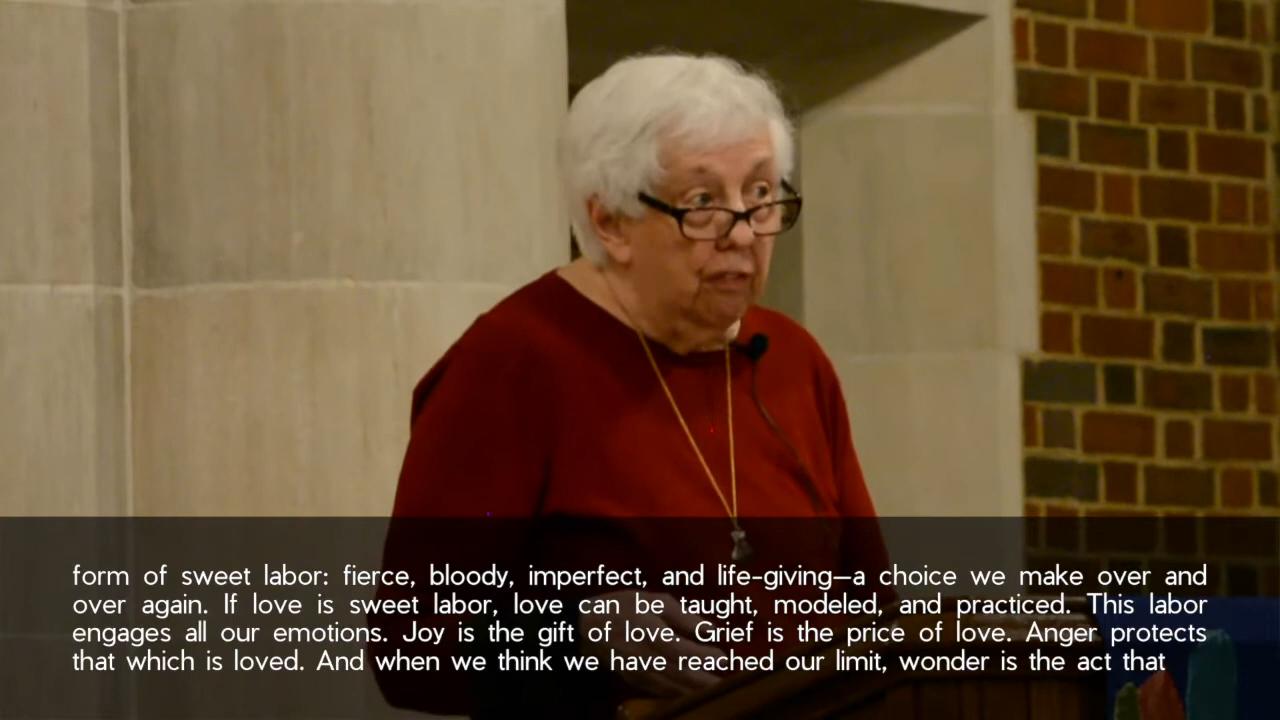 form of sweet labor: fierce, bloody, imperfect, and life-giving—a choice we make over and
over again. If love is sweet labor, love can be taught, modeled, and practiced. This labor
engages all our emotions. Joy is the gift of love. Grief is the price of love. Anger protects
that which is loved. And when we think we have reached our limit, wonder is the act that